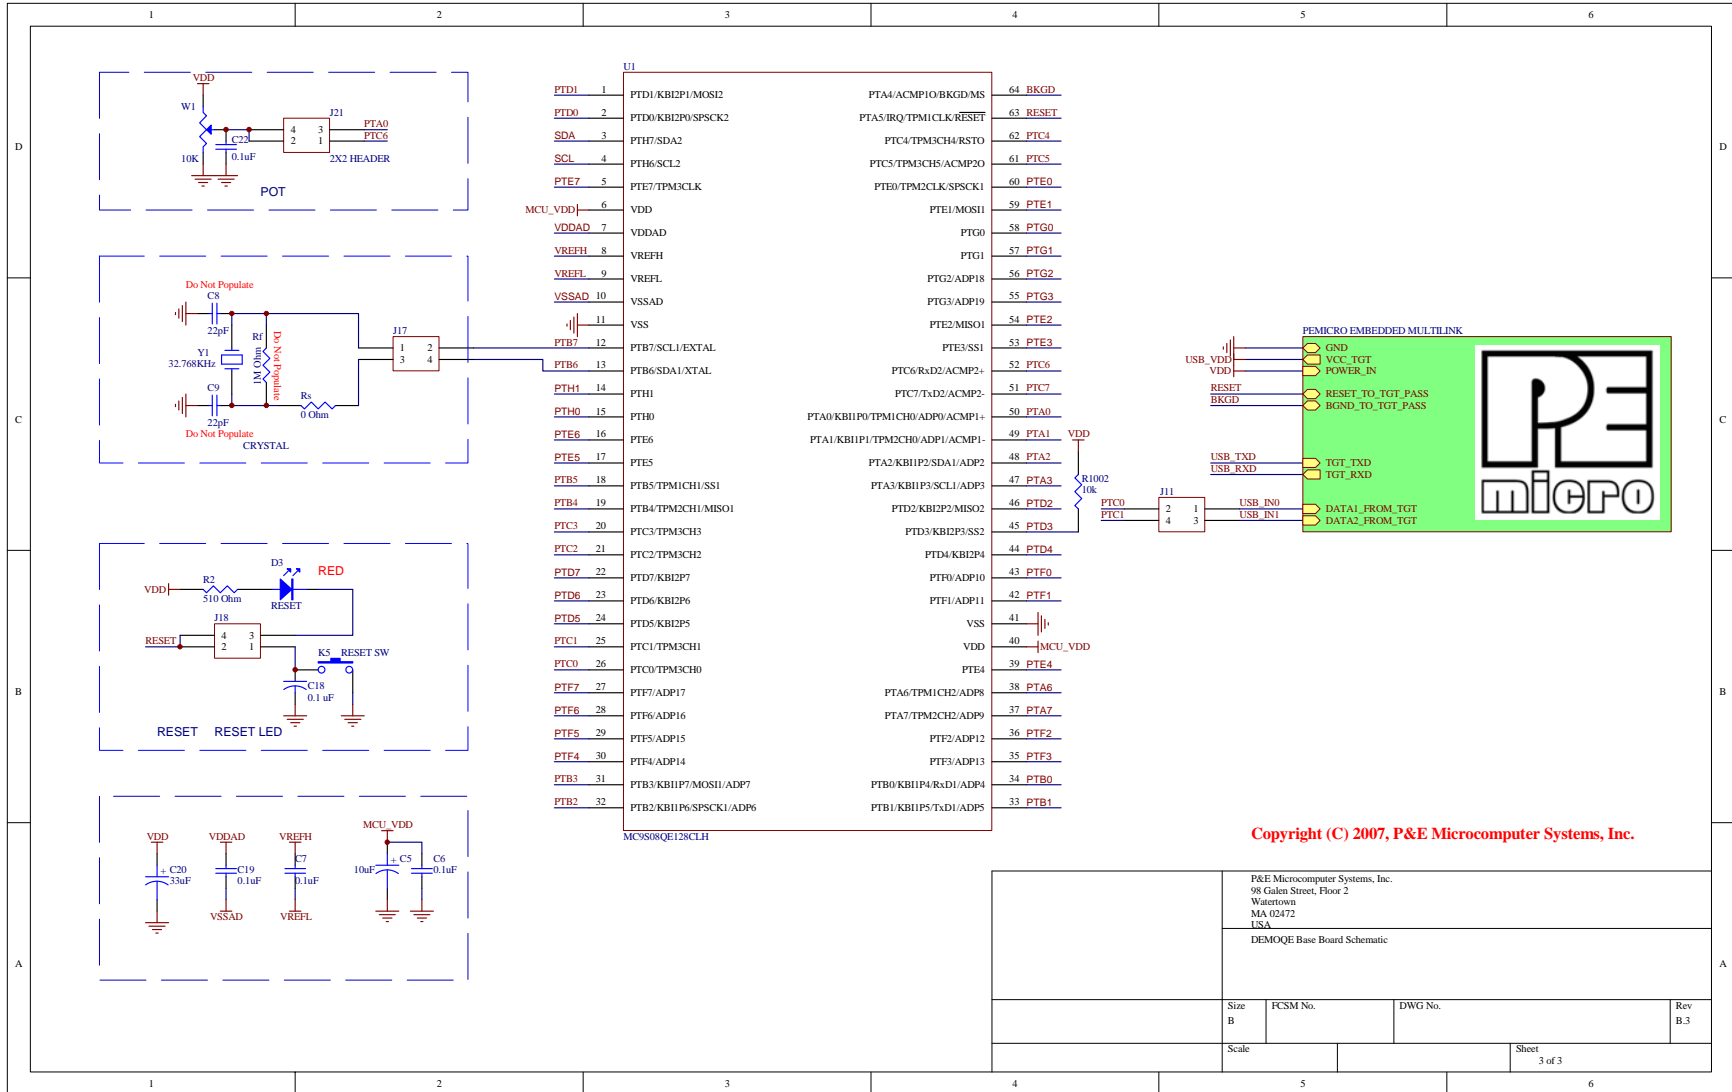 1 2 3 4 5 6
D
D
C
C
B
B
A
A
1 2 3 4 5 6
VDD
W1
10K
C22
0.1uF
J21
4 3
2 1
PTA0
PTC6
2X2 HEADER
POT
Do Not Populate
C8
22pF
Y1
32.768KHz
Rf
1M Ohm
Do Not Populate
C9
22pF
Do Not Populate
Rs
0 Ohm
CRYSTAL
J17
1 2
3 4
D3
RED
VDD
R2
510 Ohm
RESET
J18
4 3
2 1
RESET
K5 RESET SW
C18
0.1 uF
RESET RESET LED
VDD
+ C20
33uF
VDDAD
C19
0.1uF
VSSAD
VREFH
C7
0.1uF
VREFL
MCU_VDD
+ C5
10uF
C6
0.1uF
U1
PTD1 1 PTD1/KBI2P1/MOSI2
PTD0 2 PTD0/KBI2P0/SPSCK2
SDA 3 PTH7/SDA2
SCL 4 PTH6/SCL2
PTE7 5 PTE7/TPM3CLK
MCU_VDD 6 VDD
VDDAD 7 VDDAD
VREFH 8 VREFH
VREFL 9 VREFL
VSSAD 10 VSSAD
11 VSS
PTB7 12 PTB7/SCL1/EXTAL
PTB6 13 PTB6/SDA1/XTAL
PTH1 14 PTH1
PTH0 15 PTH0
PTE6 16 PTE6
PTE5 17 PTE5
PTB5 18 PTB5/TPM1CH1/SS1
PTB4 19 PTB4/TPM2CH1/MISO1
PTC3 20 PTC3/TPM3CH3
PTC2 21 PTC2/TPM3CH2
PTD7 22 PTD7/KBI2P7
PTD6 23 PTD6/KBI2P6
PTD5 24 PTD5/KBI2P5
PTC1 25 PTC1/TPM3CH1
PTC0 26 PTC0/TPM3CH0
PTF7 27 PTF7/ADP17
PTF6 28 PTF6/ADP16
PTF5 29 PTF5/ADP15
PTF4 30 PTF4/ADP14
PTB3 31 PTB3/KBI1P7/MOSI1/ADP7
PTB2 32 PTB2/KBI1P6/SPSCK1/ADP6
PTA4/ACMP1O/BKGD/MS 64 BKGD
PTA5/IRQ/TPM1CLK/RESET 63 RESET
PTC4/TPM3CH4/RSTO 62 PTC4
PTC5/TPM3CH5/ACMP2O 61 PTC5
PTE0/TPM2CLK/SPSCK1 60 PTE0
PTE1/MOSI1 59 PTE1
PTG0 58 PTG0
PTG1 57 PTG1
PTG2/ADP18 56 PTG2
PTG3/ADP19 55 PTG3
PTE2/MISO1 54 PTE2
PTE3/SS1 53 PTE3
PTC6/RxD2/ACMP2+ 52 PTC6
PTC7/TxD2/ACMP2- 51 PTC7
PTA0/KBI1P0/TPM1CH0/ADP0/ACMP1+ 50 PTA0
PTA1/KBI1P1/TPM2CH0/ADP1/ACMP1- 49 PTA1
PTA2/KBI1P2/SDA1/ADP2 48 PTA2
PTA3/KBI1P3/SCL1/ADP3 47 PTA3
PTD2/KBI2P2/MISO2 46 PTD2
PTD3/KBI2P3/SS2 45 PTD3
PTD4/KBI2P4 44 PTD4
PTF0/ADP10 43 PTF0
PTF1/ADP11 42 PTF1
VSS 41
VDD 40 MCU_VDD
PTE4 39 PTE4
PTA6/TPM1CH2/ADP8 38 PTA6
PTA7/TPM2CH2/ADP9 37 PTA7
PTF2/ADP12 36 PTF2
PTF3/ADP13 35 PTF3
PTB0/KBI1P4/RxD1/ADP4 34 PTB0
PTB1/KBI1P5/TxD1/ADP5 33 PTB1
MC9S08QE128CLH
VDD
R1002
10k
J11
PTC0 2 1 USB_IN0
PTC1 4 3 USB_IN1
PEMICRO EMBEDDED MULTILINK
GND
USB_VDD VCC_TGT
VDD POWER_IN
RESET RESET_TO_TGT_PASS
BKGD BGND_TO_TGT_PASS
USB_TXD TGT_TXD
USB_RXD TGT_RXD
DATA1_FROM_TGT
DATA2_FROM_TGT
PE
micro
Copyright (C) 2007, P&E Microcomputer Systems, Inc.
P&E Microcomputer Systems, Inc.
98 Galen Street, Floor 2
Watertown
MA 02472
USA
DEMOQE Base Board Schematic
Size FCSM No. DWG No. Rev
B B.3
Scale Sheet
3 of 3